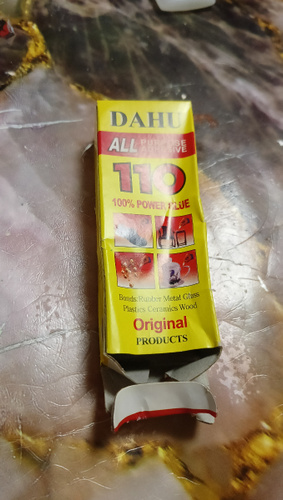 DAHU
ALL PURPOSE
ADHESIVE
110
100% POWER GLUE
Bonds Rubber Metal Glass
Plastics Ceramics Wood
Original
PRODUCTS